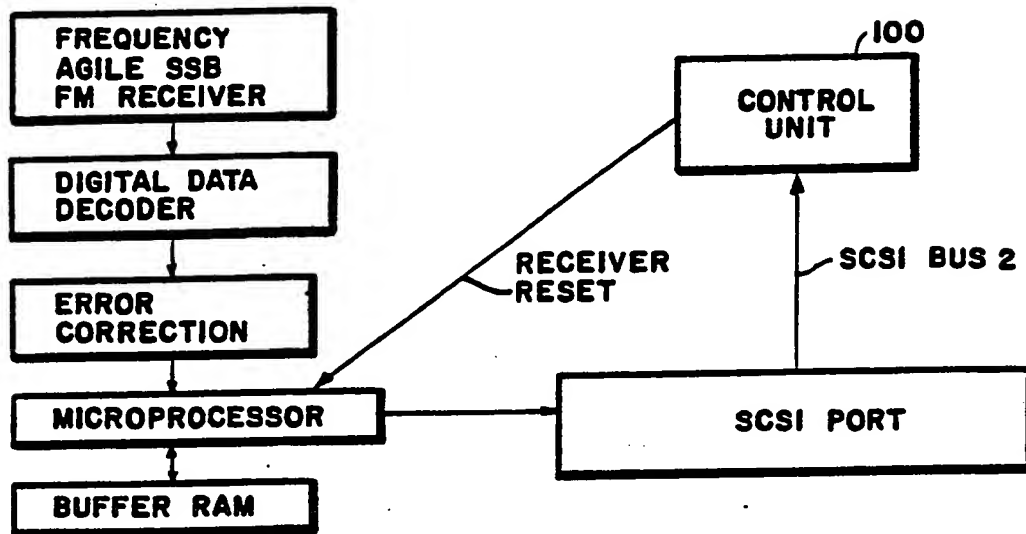 FREQUENCY
AGILE SSB
FM RECEIVER
DIGITAL DATA
DECODER
ERROR
CORRECTION
MICROPROCESSOR
BUFFER RAM
RECEIVER
RESET
100
CONTROL
UNIT
SCSI BUS 2
SCSI PORT